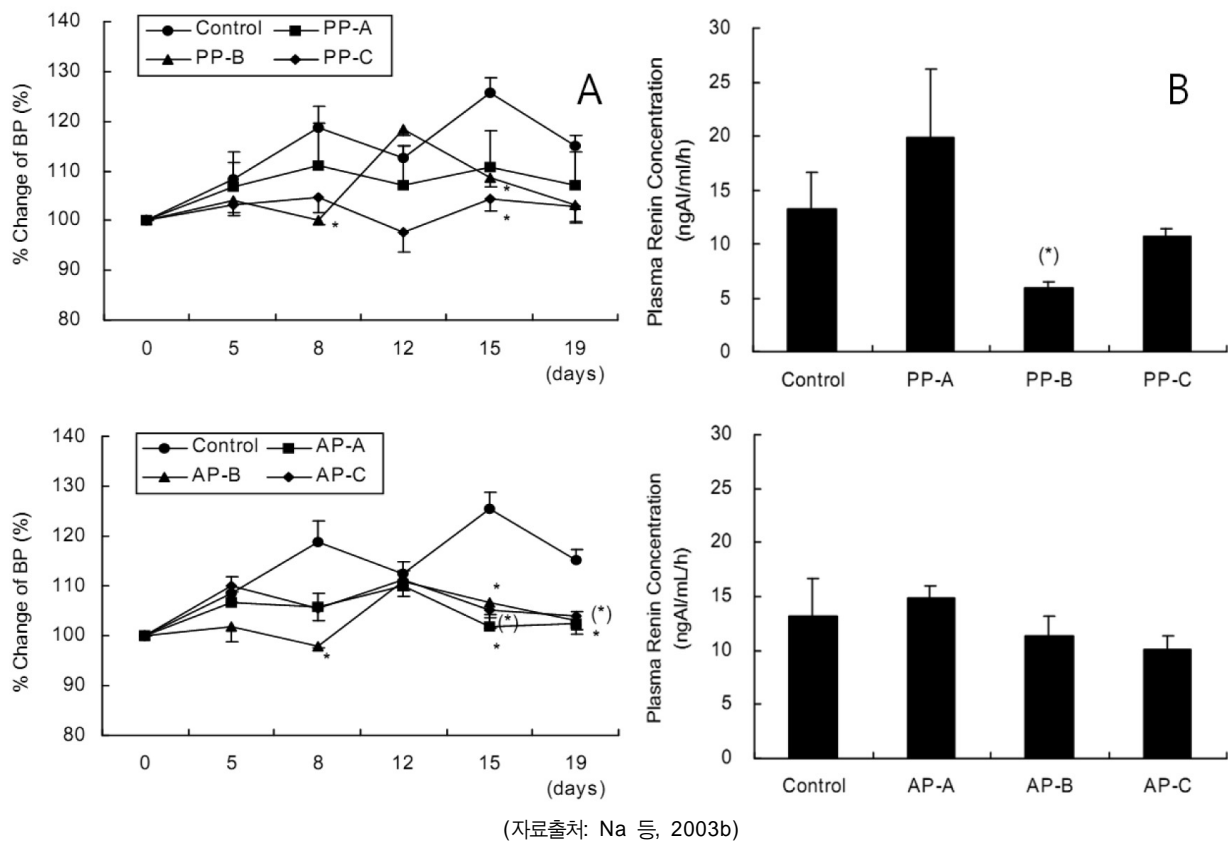 % Change of BP (%)
140
130
120
110
100
90
80
Control PP-A
PP-B PP-C
A
*
*
*
0 5 8 12 15 19
(days)
Plasma Renin Concentration
(ngAI/ml/h)
30
25
20
15
10
5
0
B
(*)
Control PP-A PP-B PP-C
% Change of BP (%)
140
130
120
110
100
90
80
Control AP-A
AP-B AP-C
*
*
(*)
*
(*)
*
0 5 8 12 15 19
(days)
Plasma Renin Concentration
(ngAI/mL/h)
30
25
20
15
10
5
0
Control AP-A AP-B AP-C
(자료출처: Na 등, 2003b)